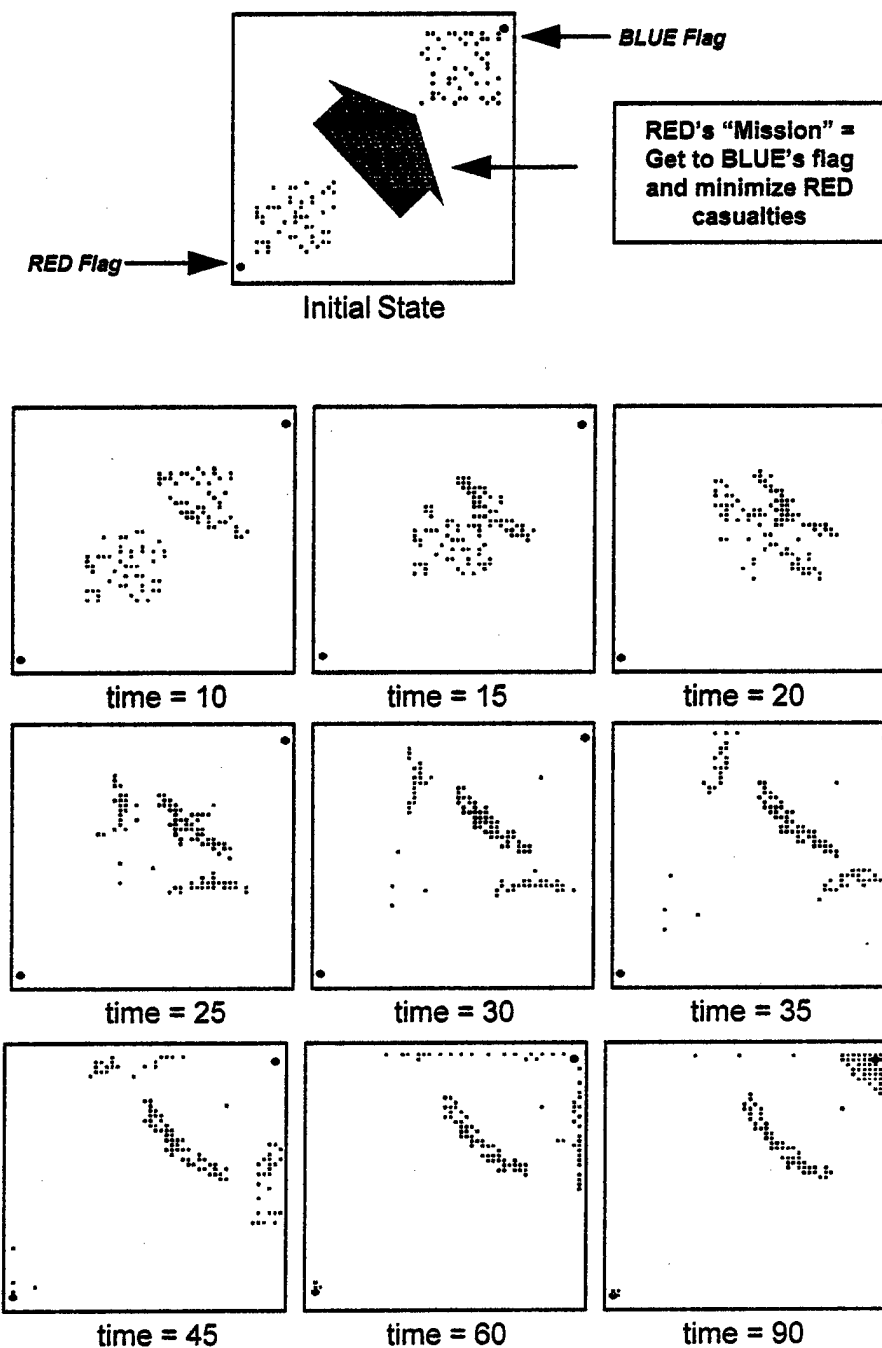 BLUE Flag
RED's “Mission” =
Get to BLUE's flag
and minimize RED
casualties
RED Flag
Initial State
time = 10
time = 15
time = 20
time = 25
time = 30
time = 35
time = 45
time = 60
time = 90